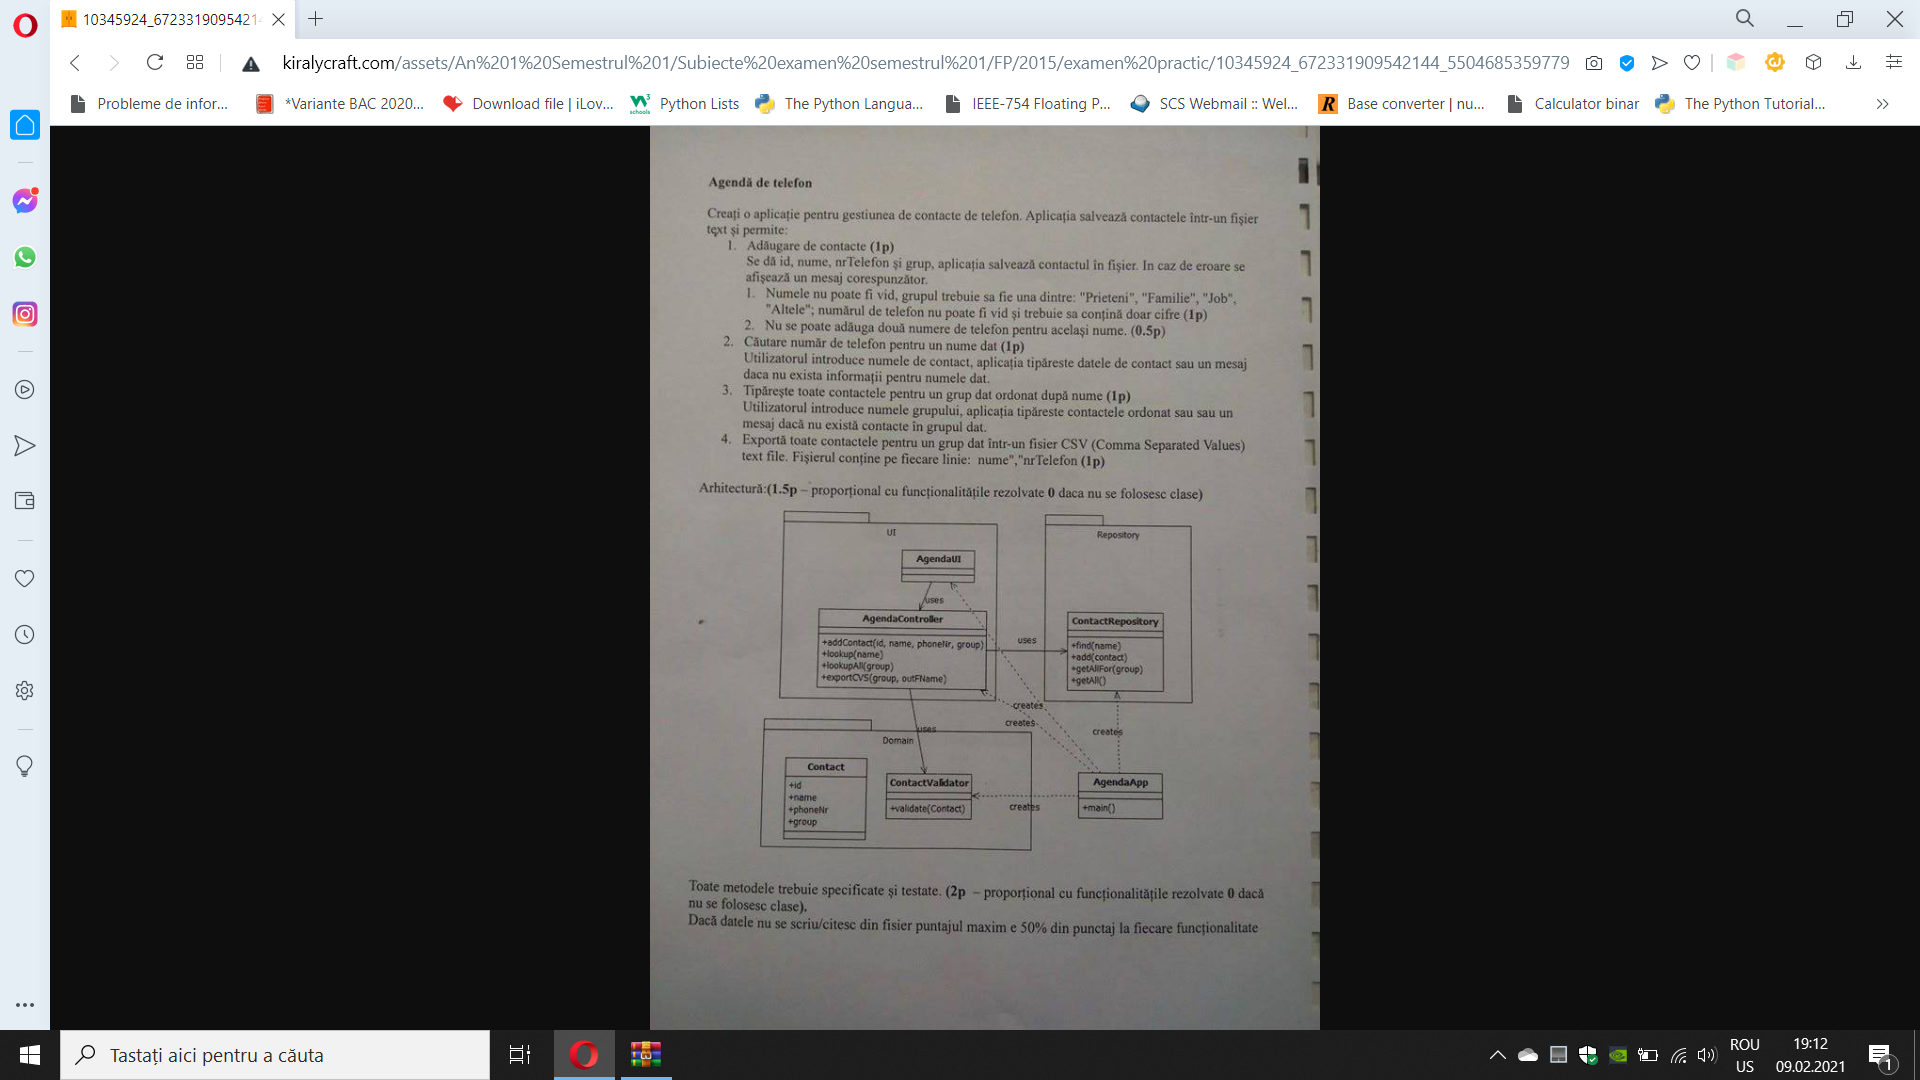 10345924_67233190954214
kiralycraft.com/assets/An%201%20Semestrul%201/Subiecte%20examen%20semestrul%201/FP/2015/examen%20practic/10345924_672331909542144_5504685359779
Probleme de infor...
*Variante BAC 2020...
Download file | iLov...
w3 schools
Python Lists
The Python Langua...
IEEE-754 Floating P...
SCS Webmail :: Wel...
R
Base converter | nu...
Calculator binar
The Python Tutorial...
Agendă de telefon
Creați o aplicație pentru gestiunea de contacte de telefon. Aplicația salvează contactele într-un fișier
text și permite:
1. Adăugare de contacte (1p)
Se dă id, nume, nrTelefon și grup, aplicația salvează contactul în fișier. In caz de eroare se
afișează un mesaj corespunzător.
1. Numele nu poate fi vid, grupul trebuie sa fie una dintre: "Prieteni", "Familie", "Job",
"Altele"; numărul de telefon nu poate fi vid și trebuie sa conțină doar cifre (1p)
2. Nu se poate adăuga două numere de telefon pentru același nume. (0.5p)
2. Căutare număr de telefon pentru un nume dat (1p)
Utilizatorul introduce numele de contact, aplicația tipărește datele de contact sau un mesaj
daca nu exista informații pentru numele dat.
3. Tipărește toate contactele pentru un grup dat ordonat după nume (1p)
Utilizatorul introduce numele grupului, aplicația tipărește contactele ordonat sau sau un
mesaj dacă nu există contacte în grupul dat.
4. Exportă toate contactele pentru un grup dat într-un fisier CSV (Comma Separated Values)
text file. Fișierul conține pe fiecare linie: nume","nrTelefon (1p)
Arhitectură:(1.5p – proporțional cu funcționalitățile rezolvate 0 daca nu se folosesc clase)
UI
Repository
AgendaUI
uses
AgendaController
+addContact(id, name, phoneNr, group)
+lookup(name)
+lookupAll(group)
+exportCVS(group, outFName)
uses
ContactRepository
+find(name)
+add(contact)
+getAllFor(group)
+getAll()
creates
creates
creates
uses
Domain
Contact
+id
+name
+phoneNr
+group
ContactValidator
+validate(Contact)
creates
AgendaApp
+main()
Toate metodele trebuie specificate și testate. (2p – proporțional cu funcționalitățile rezolvate 0 dacă
nu se folosesc clase).
Dacă datele nu se scriu/citesc din fisier puntajul maxim e 50% din punctaj la fiecare funcționalitate
Tastați aici pentru a căuta
ROU
US
19:12
09.02.2021
1